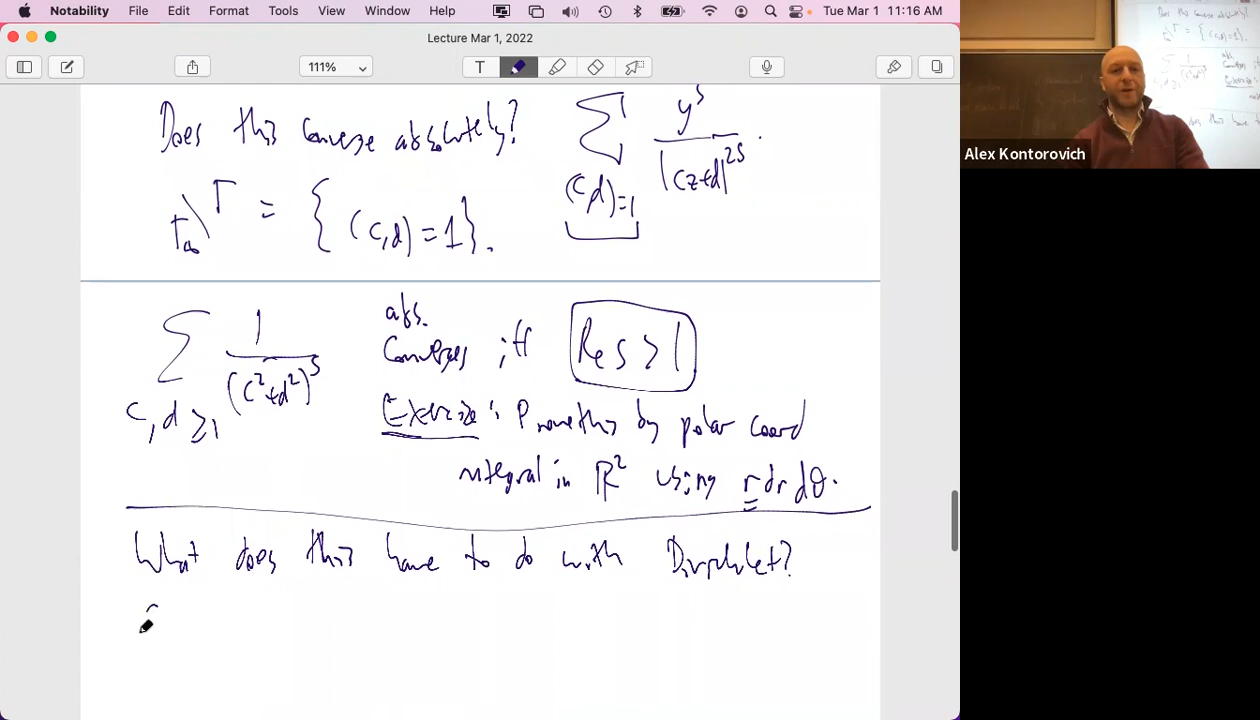 Notability File Edit Format Tools View Window Help Tue Mar 1 11:16 AM
Lecture Mar 1, 2022
111% T
Does this converge absolutely? ∑_{(c,d)=1} y^s / |cz+d|^{2s}.
Γ_∞\Γ = { (c,d)=1 }.
∑_{c,d≥1} 1/(c²+d²)^s abs. converges iff Re s > 1
Exercise: Prove this by polar coord
integral in ℝ² using r dr dθ.
What does this have to do with Dirichlet?
Alex Kontorovich